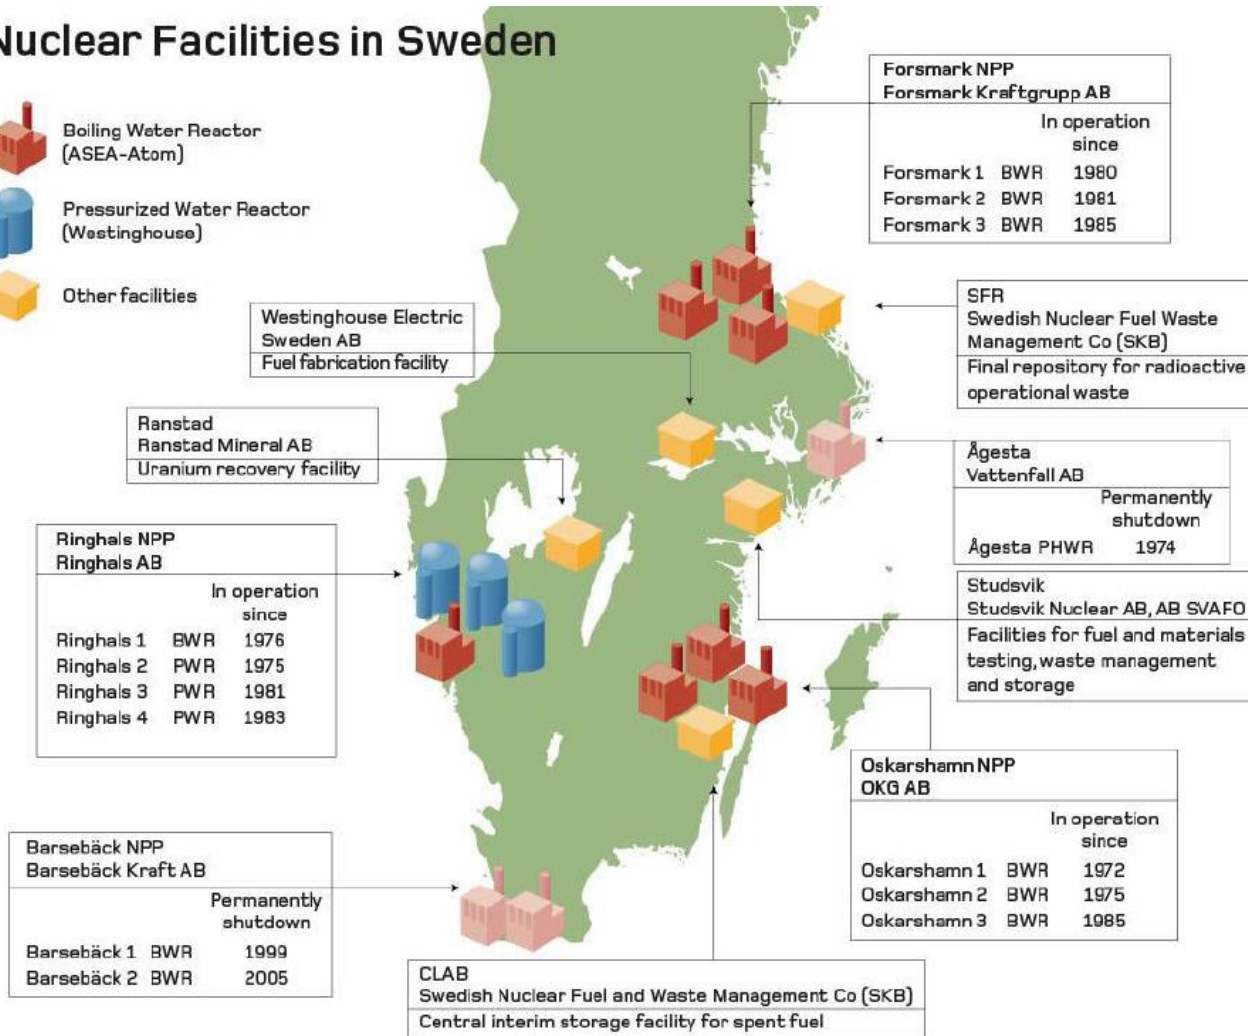 Nuclear Facilities in Sweden
Boiling Water Reactor
(ASEA-Atom)
Pressurized Water Reactor
(Westinghouse)
Other facilities
Forsmark NPP
Forsmark Kraftgrupp AB
In operation
since
Forsmark 1 BWR 1980
Forsmark 2 BWR 1981
Forsmark 3 BWR 1985
SFR
Swedish Nuclear Fuel Waste
Management Co (SKB)
Final repository for radioactive
operational waste
Westinghouse Electric
Sweden AB
Fuel fabrication facility
Ranstad
Ranstad Mineral AB
Uranium recovery facility
Ågesta
Vattenfall AB
Permanently
shutdown
Ågesta PHWR 1974
Ringhals NPP
Ringhals AB
In operation
since
Ringhals 1 BWR 1976
Ringhals 2 PWR 1975
Ringhals 3 PWR 1981
Ringhals 4 PWR 1983
Studsvik
Studsvik Nuclear AB, AB SVAFO
Facilities for fuel and materials
testing, waste management
and storage
Oskarshamn NPP
OKG AB
In operation
since
Oskarshamn 1 BWR 1972
Oskarshamn 2 BWR 1975
Oskarshamn 3 BWR 1985
Barsebäck NPP
Barsebäck Kraft AB
Permanently
shutdown
Barsebäck 1 BWR 1999
Barsebäck 2 BWR 2005
CLAB
Swedish Nuclear Fuel and Waste Management Co (SKB)
Central interim storage facility for spent fuel